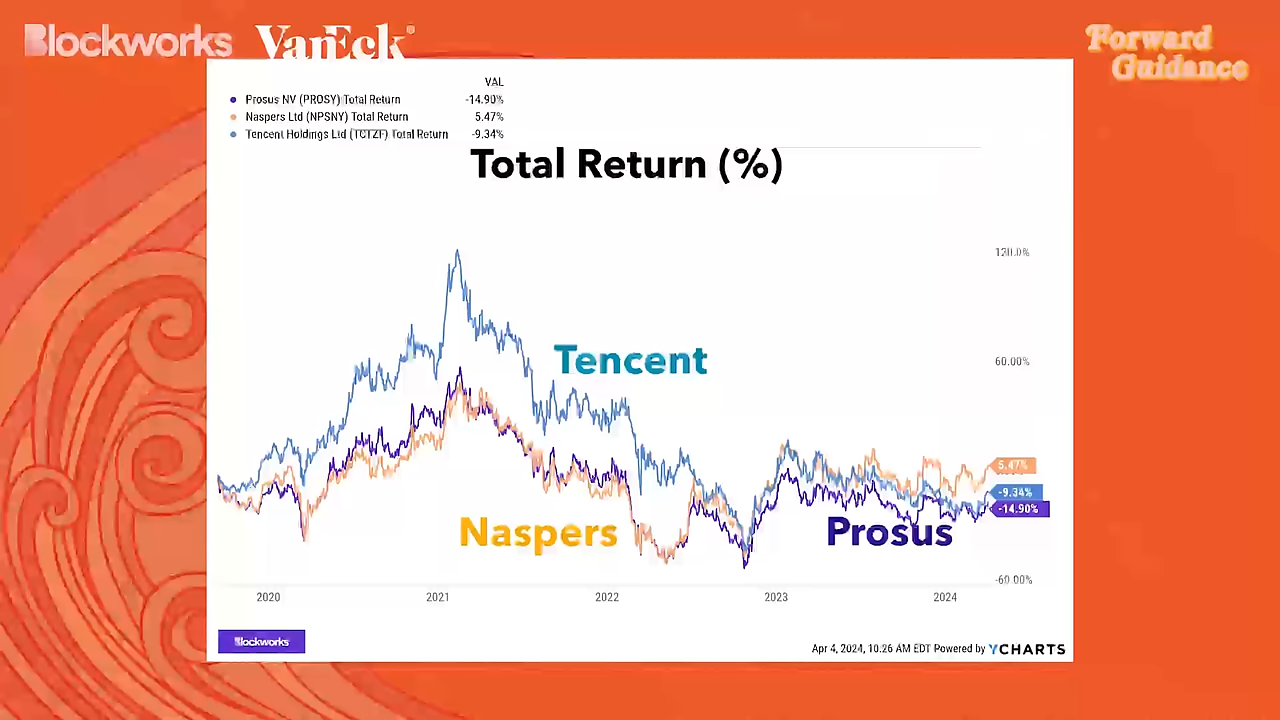 Blockworks VanEck®
Forward
Guidance
VAL
Prosus NV (PROSY) Total Return -14.90%
Naspers Ltd (NPSNY) Total Return 5.47%
Tencent Holdings Ltd (TCTZF) Total Return -9.34%
Total Return (%)
120.0%
Tencent
60.00%
5.47%
-9.34%
-14.90%
Naspers
Prosus
-60.00%
2020 2021 2022 2023 2024
Blockworks
Apr 4, 2024, 10:26 AM EDT Powered by YCHARTS